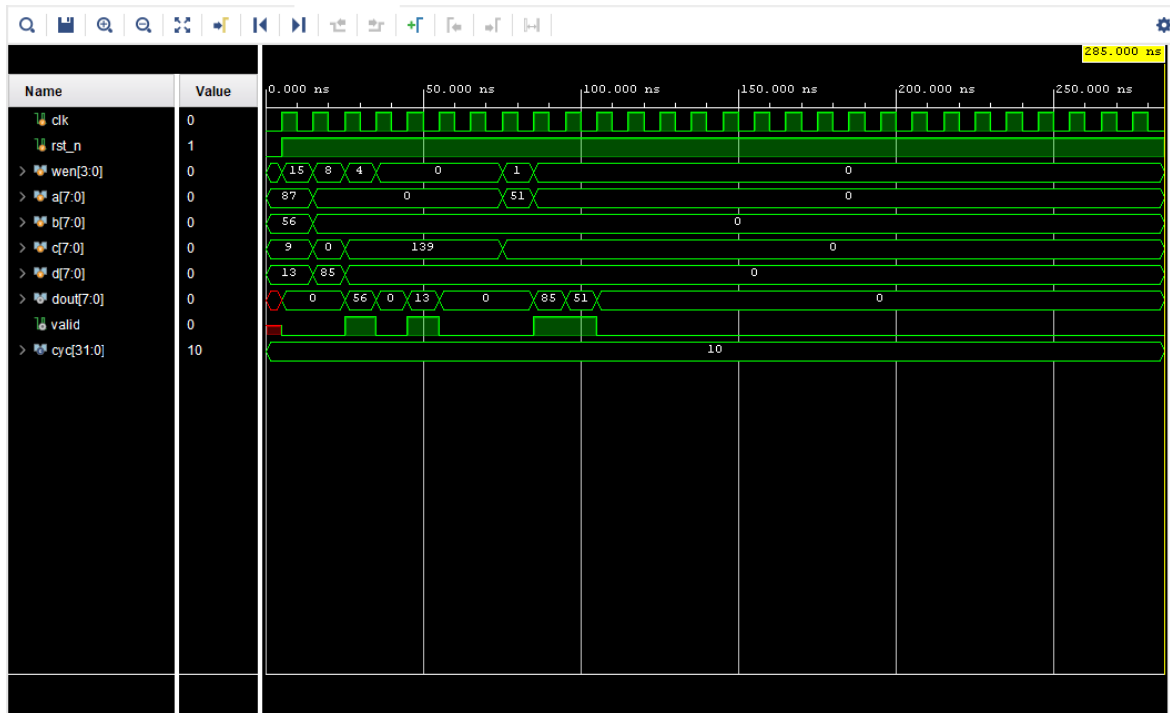 285.000 ns
Name Value 0.000 ns 50.000 ns 100.000 ns 150.000 ns 200.000 ns 250.000 ns
clk 0
rst_n 1
wen[3:0] 0 15 8 4 0 1 0
a[7:0] 0 87 0 51 0
b[7:0] 0 56 0
c[7:0] 0 9 0 139 0
d[7:0] 0 13 85 0
dout[7:0] 0 0 56 0 13 0 85 51 0
valid 0
cyc[31:0] 10 10